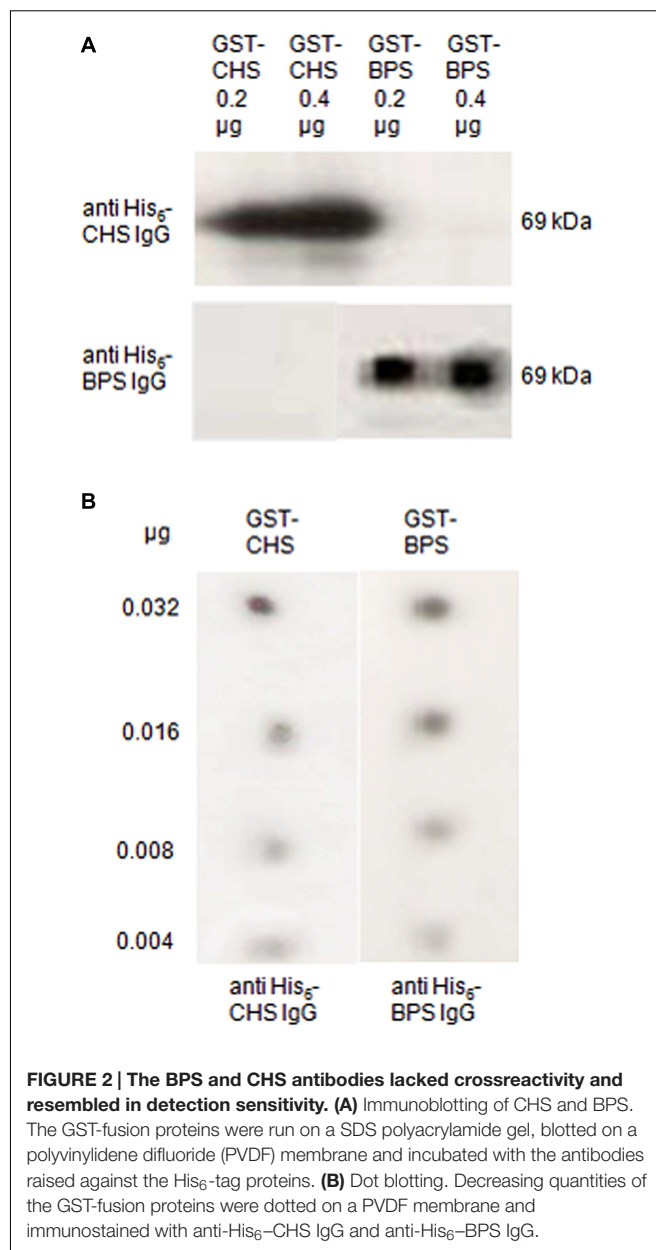 A
GST- GST- GST- GST-
CHS CHS BPS BPS
0.2 0.4 0.2 0.4
µg µg µg µg
anti His₆-
CHS IgG
69 kDa
anti His₆-
BPS IgG
69 kDa
B
µg
GST-
CHS
GST-
BPS
0.032
0.016
0.008
0.004
anti His₆-
CHS IgG
anti His₆-
BPS IgG
FIGURE 2 | The BPS and CHS antibodies lacked crossreactivity and
resembled in detection sensitivity. (A) Immunoblotting of CHS and BPS.
The GST-fusion proteins were run on a SDS polyacrylamide gel, blotted on a
polyvinylidene difluoride (PVDF) membrane and incubated with the antibodies
raised against the His₆-tag proteins. (B) Dot blotting. Decreasing quantities of
the GST-fusion proteins were dotted on a PVDF membrane and
immunostained with anti-His₆–CHS IgG and anti-His₆–BPS IgG.